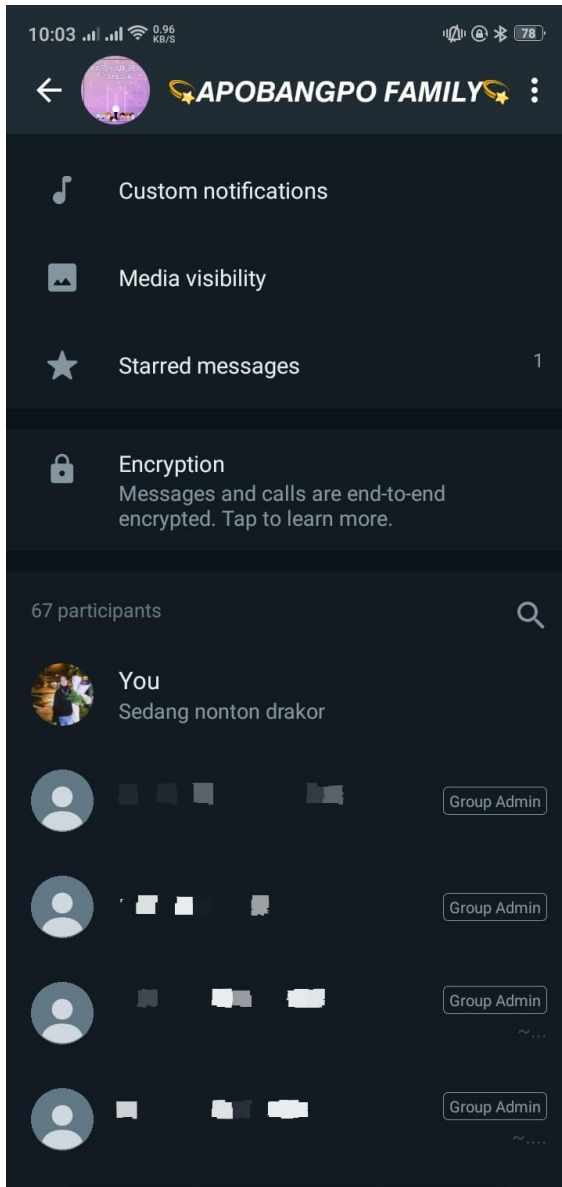 10:03 0.96 KB/S 78
💫APOBANGPO FAMILY💫
Custom notifications
Media visibility
Starred messages 1
Encryption
Messages and calls are end-to-end
encrypted. Tap to learn more.
67 participants
You
Sedang nonton drakor
Group Admin
Group Admin
Group Admin
~...
Group Admin
~....